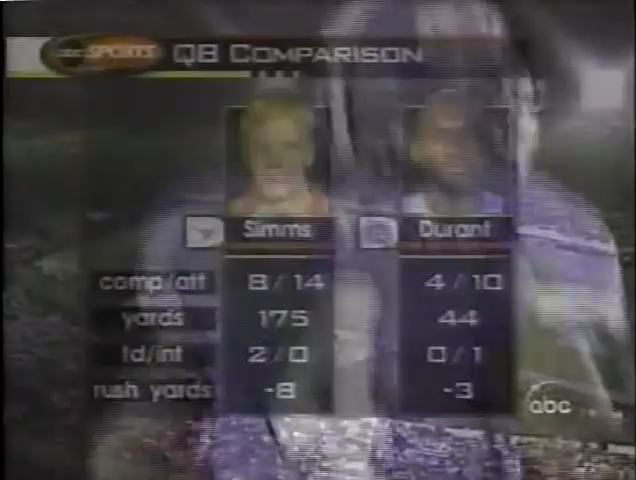 abc SPORTS QB COMPARISON
Simms Durant
comp/att 8/14 4/10
yards 175 44
td/int 2/0 0/1
rush yards -8 -3
abc